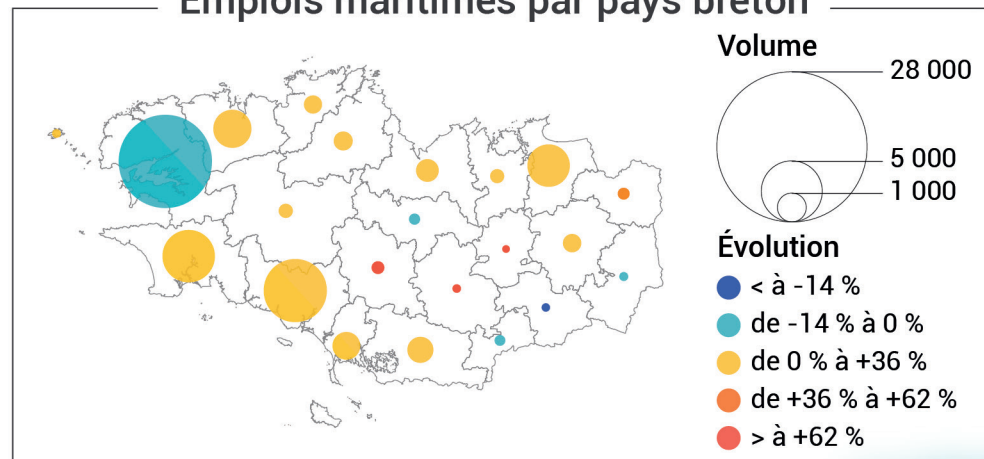 Emplois maritimes par pays breton
Volume
28 000
5 000
1 000
Évolution
< à -14 %
de -14 % à 0 %
de 0 % à +36 %
de +36 % à +62 %
> à +62 %